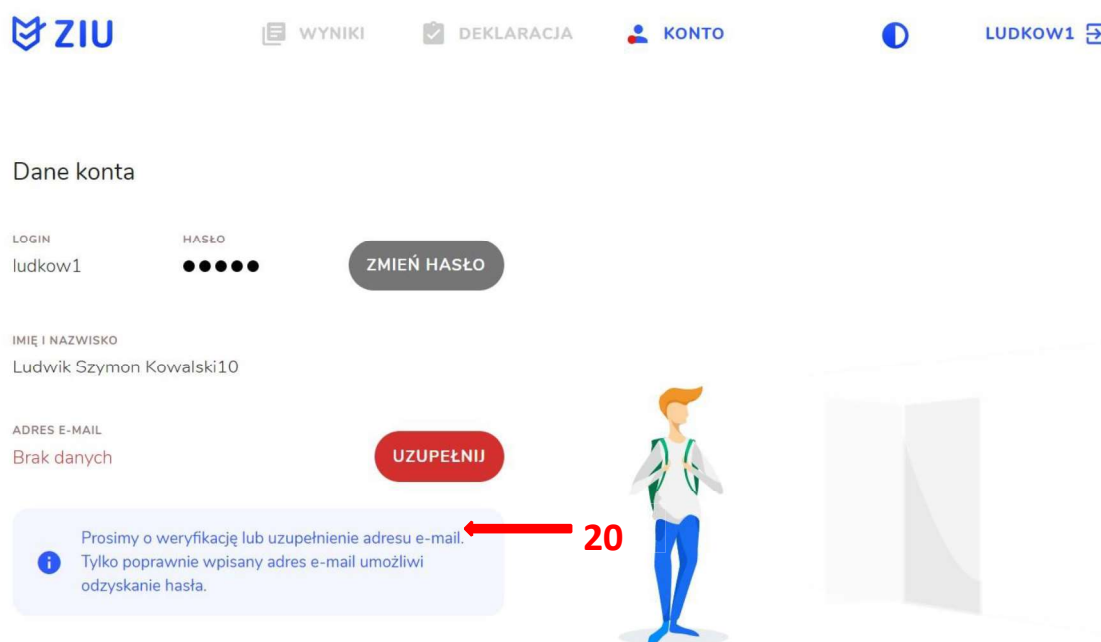 ZIU WYNIKI DEKLARACJA KONTO LUDKOW1
Dane konta
LOGIN HASŁO
ludkow1 ●●●●● ZMIEŃ HASŁO
IMIĘ I NAZWISKO
Ludwik Szymon Kowalski10
ADRES E-MAIL
Brak danych UZUPEŁNIJ
Prosimy o weryfikację lub uzupełnienie adresu e-mail. 20
Tylko poprawnie wpisany adres e-mail umożliwi
odzyskanie hasła.